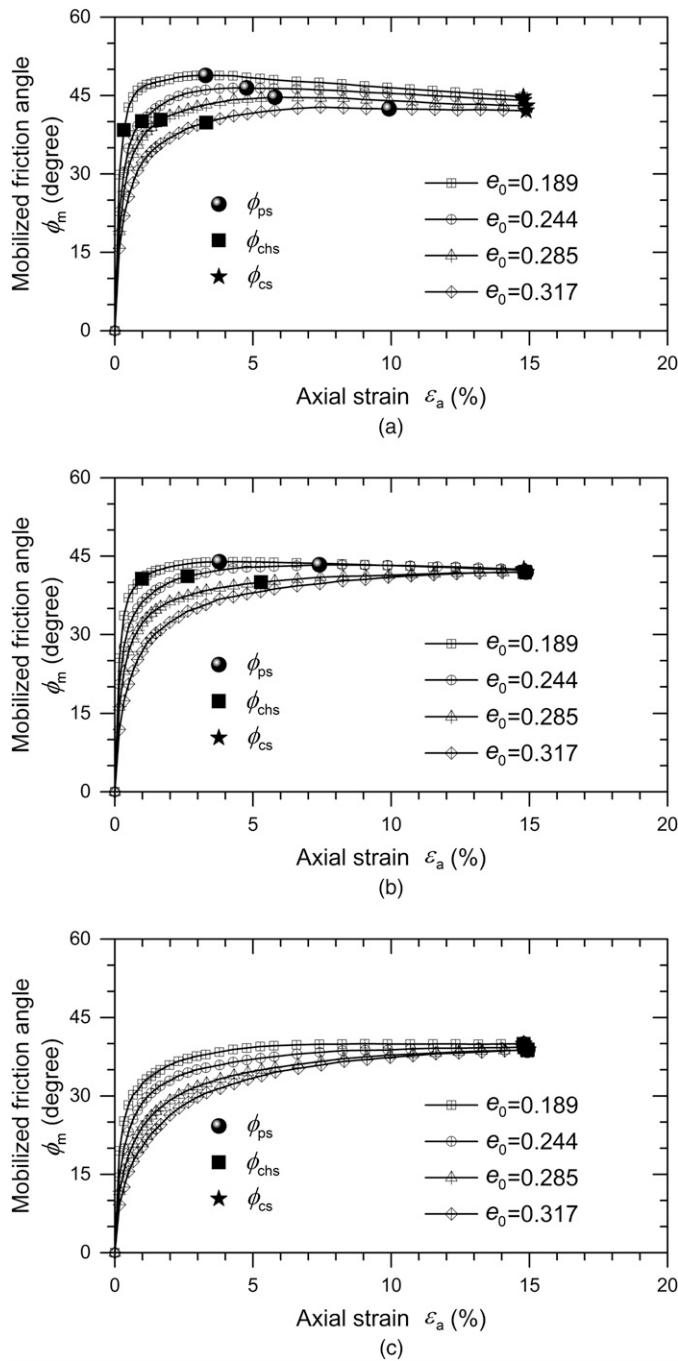 60
45
30
15
0
Mobilized friction angle
ϕm (degree)
ϕps
ϕchs
ϕcs
e0=0.189
e0=0.244
e0=0.285
e0=0.317
0 5 10 15 20
Axial strain εa (%)
(a)
60
45
30
15
0
Mobilized friction angle
ϕm (degree)
ϕps
ϕchs
ϕcs
e0=0.189
e0=0.244
e0=0.285
e0=0.317
0 5 10 15 20
Axial strain εa (%)
(b)
60
45
30
15
0
Mobilized friction angle
ϕm (degree)
ϕps
ϕchs
ϕcs
e0=0.189
e0=0.244
e0=0.285
e0=0.317
0 5 10 15 20
Axial strain εa (%)
(c)